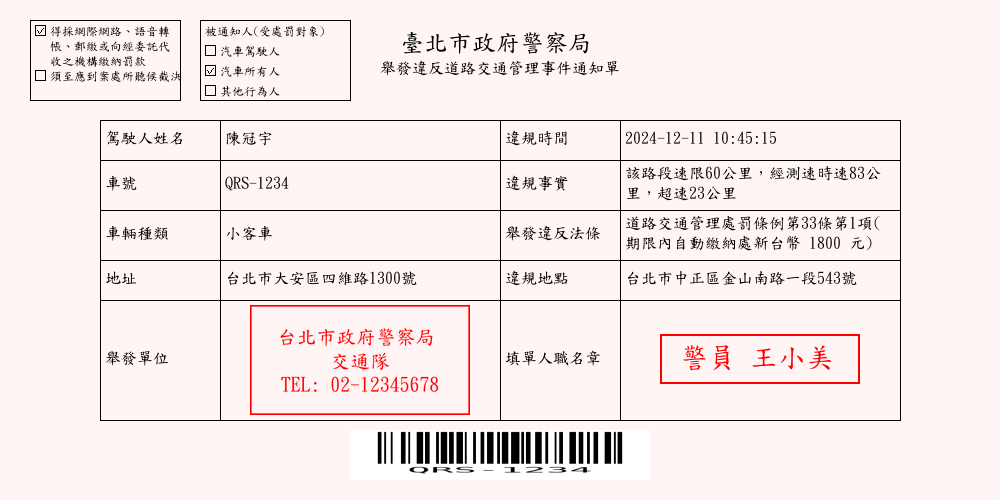 ☑ 得採網際網路、語音轉
帳、郵繳或向經委託代
收之機構繳納罰款
☐ 須至應到案處所聽候裁決
被通知人(受處罰對象)
☐ 汽車駕駛人
☑ 汽車所有人
☐ 其他行為人
臺北市政府警察局
舉發違反道路交通管理事件通知單
駕駛人姓名
陳冠宇
違規時間
2024-12-11 10:45:15
車號
QRS-1234
違規事實
該路段速限60公里，經測速時速83公
里，超速23公里
車輛種類
小客車
舉發違反法條
道路交通管理處罰條例第33條第1項(
期限內自動繳納處新台幣 1800 元)
地址
台北市大安區四維路1300號
違規地點
台北市中正區金山南路一段543號
舉發單位
台北市政府警察局
交通隊
TEL: 02-12345678
填單人職名章
警員 王小美
QRS-1234